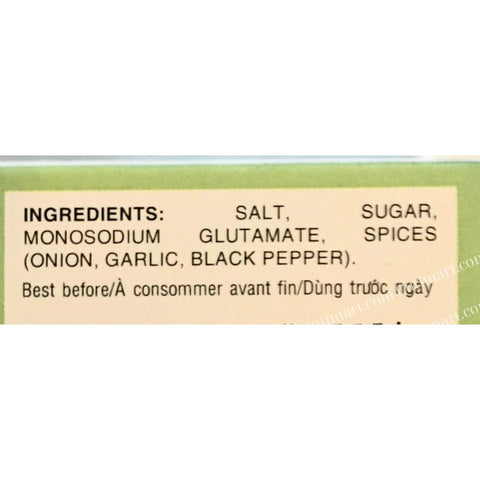 INGREDIENTS: SALT, SUGAR,
MONOSODIUM GLUTAMATE, SPICES
(ONION, GARLIC, BLACK PEPPER).
Best before/À consommer avant fin/Dùng trước ngày